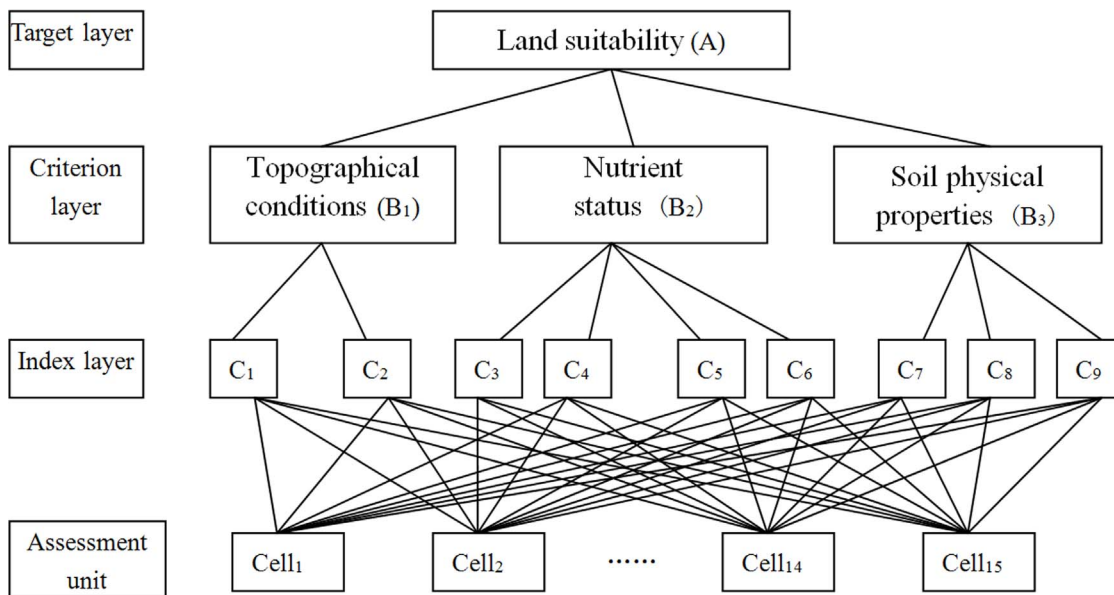 Target layer
Land suitability (A)
Criterion
layer
Topographical
conditions (B₁)
Nutrient
status （B₂）
Soil physical
properties （B₃）
Index layer
C₁
C₂
C₃
C₄
C₅
C₆
C₇
C₈
C₉
Assessment
unit
Cell₁
Cell₂
······
Cell₁₄
Cell₁₅